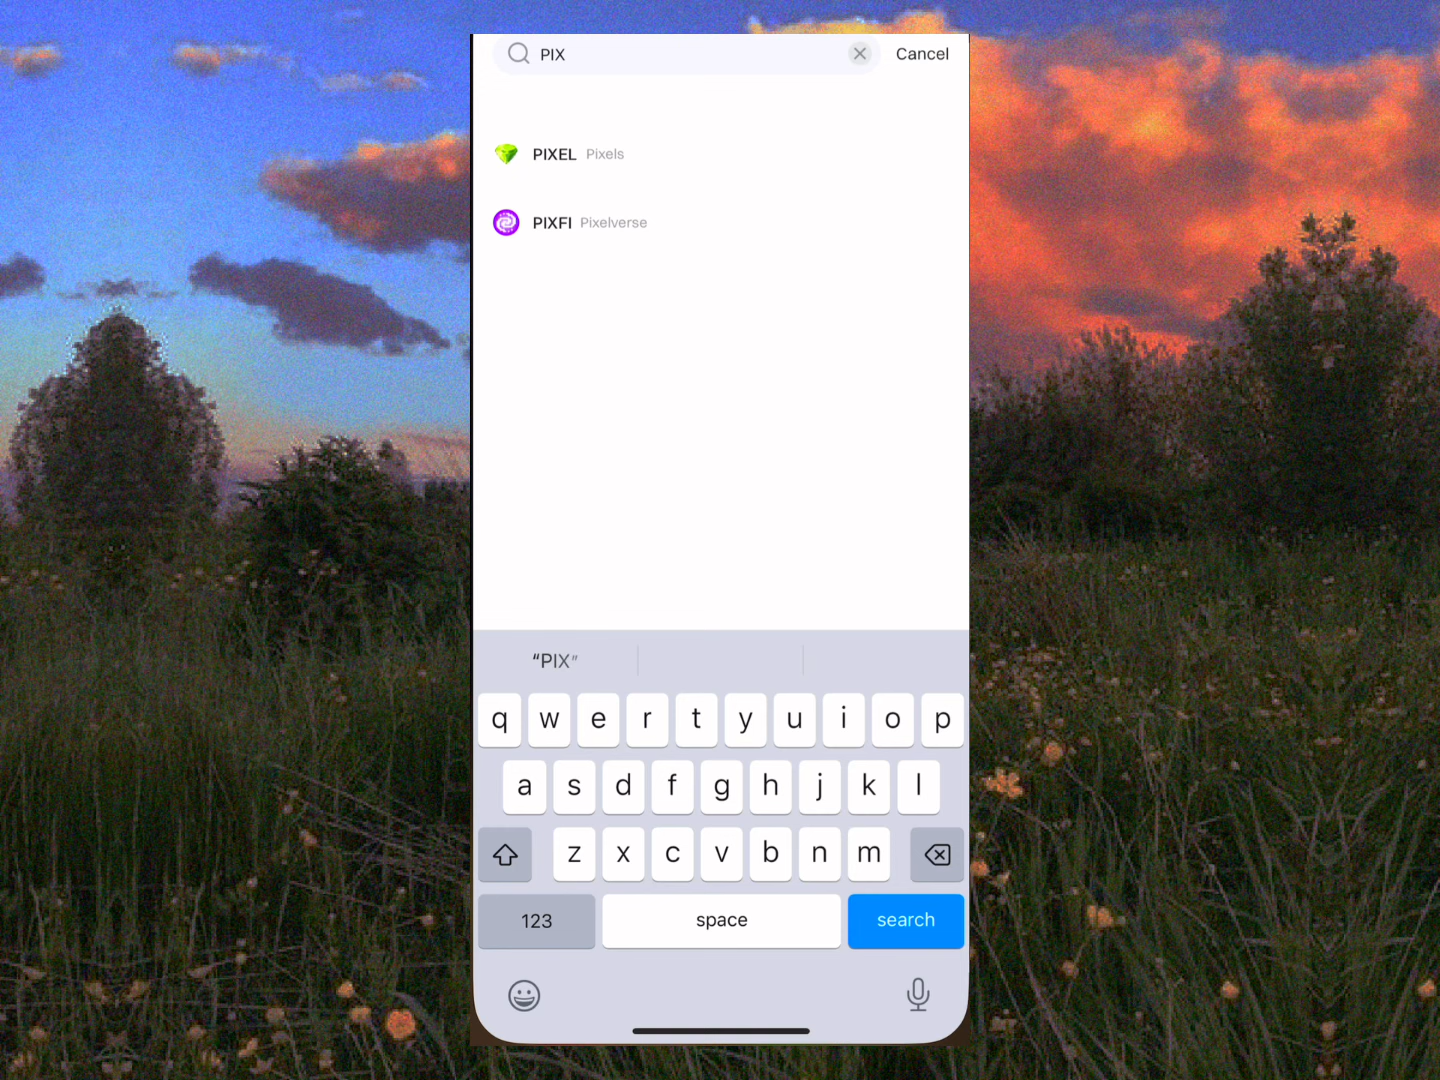 PIX Cancel
PIXEL Pixels
PIXFI Pixelverse
“PIX”
q w e r t y u i o p
a s d f g h j k l
z x c v b n m
123 space search